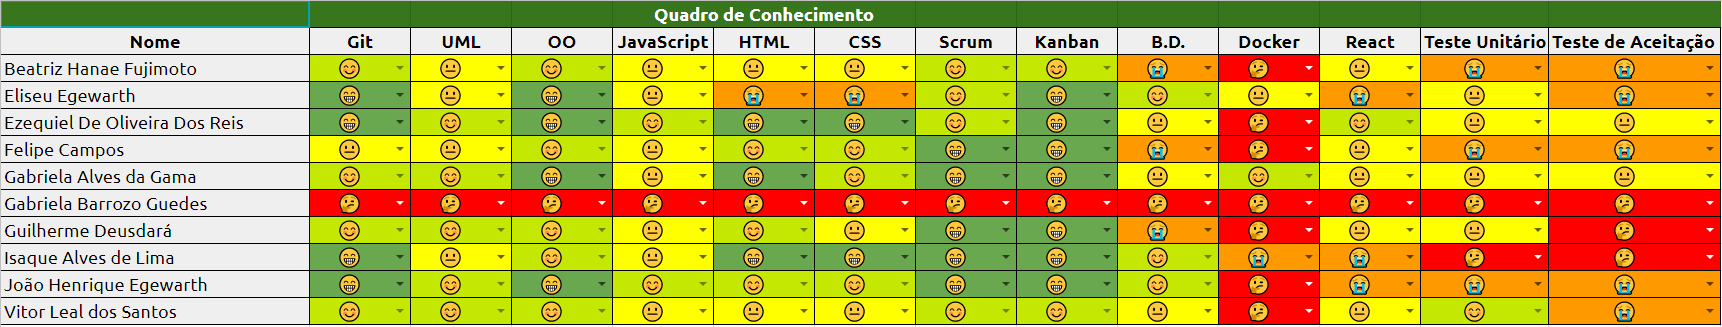 Quadro de Conhecimento
Nome Git UML OO JavaScript HTML CSS Scrum Kanban B.D. Docker React Teste Unitário Teste de Aceitação
Beatriz Hanae Fujimoto
Eliseu Egewarth
Ezequiel De Oliveira Dos Reis
Felipe Campos
Gabriela Alves da Gama
Gabriela Barrozo Guedes
Guilherme Deusdará
Isaque Alves de Lima
João Henrique Egewarth
Vitor Leal dos Santos